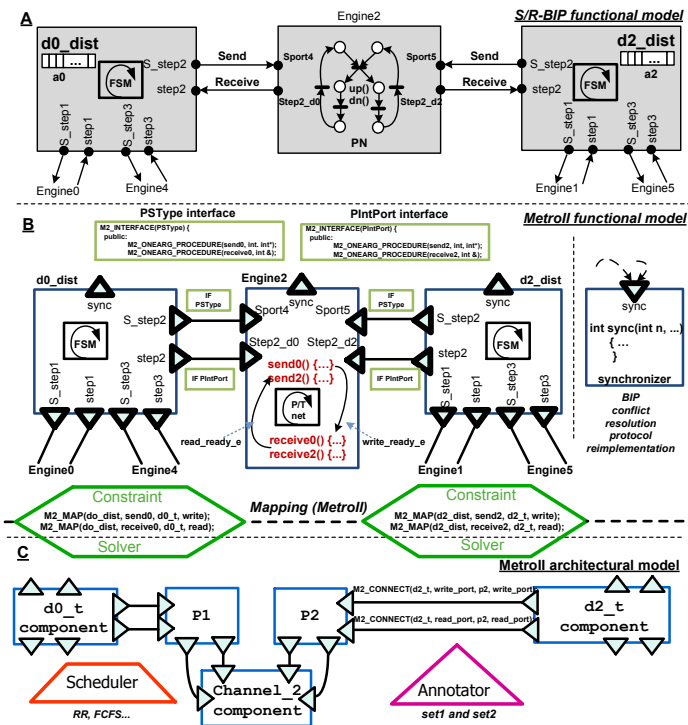 A
S/R-BIP functional model
Engine2
d0_dist
...
a0
FSM
S_step2
step2
S_step1
step1
S_step3
step3
Engine0
Engine4
Send
Receive
Sport4
Sport5
Step2_d0
Step2_d2
up()
dn()
PN
Send
Receive
d2_dist
...
a2
FSM
S_step2
step2
S_step1
step1
S_step3
step3
Engine1
Engine5
B
MetroII functional model
PSType interface
M2_INTERFACE(PSType) {
public:
M2_ONEARG_PROCEDURE(send0, int. int*);
M2_ONEARG_PROCEDURE(receive0, int &);
PIntPort interface
M2_INTERFACE(PIntPort) {
public:
M2_ONEARG_PROCEDURE(send2, int, int*);
M2_ONEARG_PROCEDURE(receive2, int &);
d0_dist
sync
FSM
S_step2
step2
S_step1
step1
S_step3
step3
Engine0
Engine4
IF
PSType
IF PIntPort
Engine2
sync
Sport4
Sport5
Step2_d0
Step2_d2
send0() {...}
send2() {...}
P/T
net
receive0() {...}
receive2() {...}
read_ready_e
write_ready_e
IF
PSType
IF PIntPort
d2_dist
sync
FSM
S_step2
step2
S_step1
step1
S_step3
step3
Engine1
Engine5
sync
int sync(int n, ...)
{ ...
}
synchronizer
BIP
conflict
resolution
protocol
reimplementation
Constraint
M2_MAP(do_dist, send0, d0_t, write);
M2_MAP(do_dist, receive0, d0_t, read);
Solver
Mapping (MetroII)
Constraint
M2_MAP(d2_dist, send2, d2_t, write);
M2_MAP(d2_dist, receive2, d2_t, read);
Solver
C
MetroII architectural model
d0_t
component
P1
P2
M2_CONNECT(d2_t, write_port, p2, write_port)
M2_CONNECT(d2_t, read_port, p2, read_port)
d2_t
component
Channel_2
component
Scheduler
RR, FCFS...
Annotator
set1 and set2